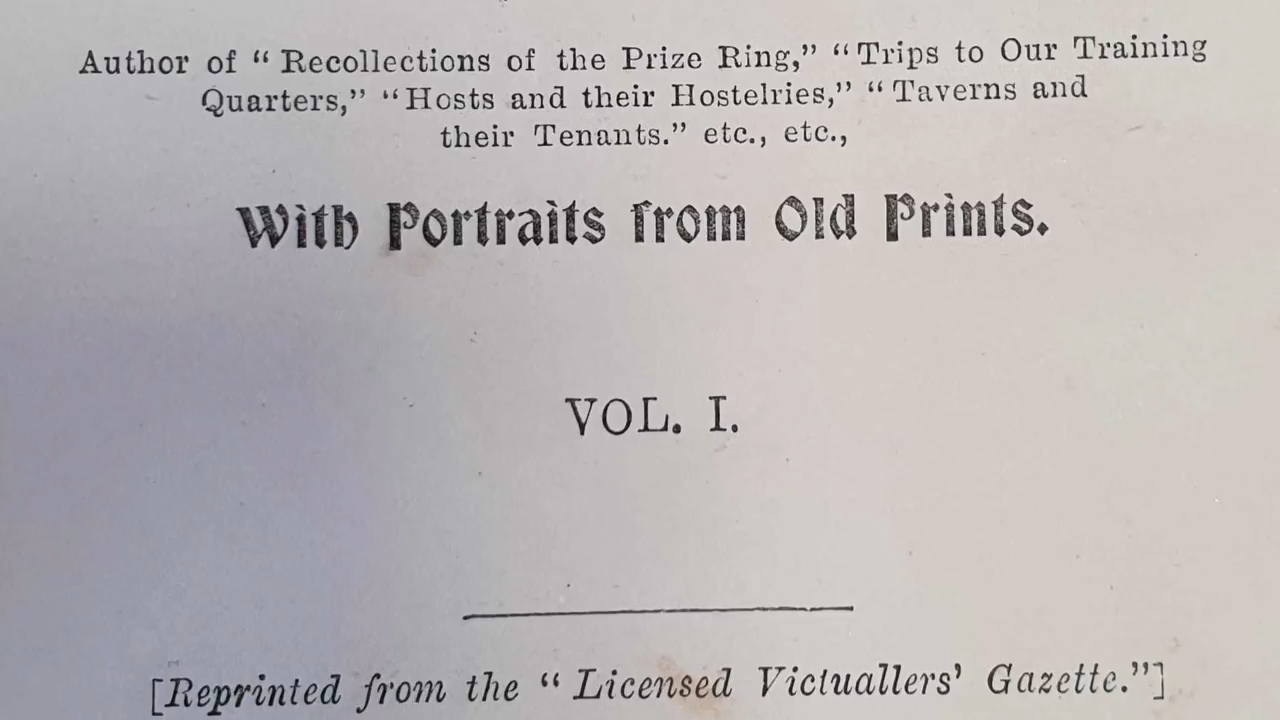 Author of “ Recollections of the Prize Ring,” “ Trips to Our Training
Quarters,” “ Hosts and their Hostelries,” “ Taverns and
their Tenants.” etc., etc.,
With Portraits from Old Prints.
VOL. I.
[Reprinted from the “ Licensed Victuallers’ Gazette.”]